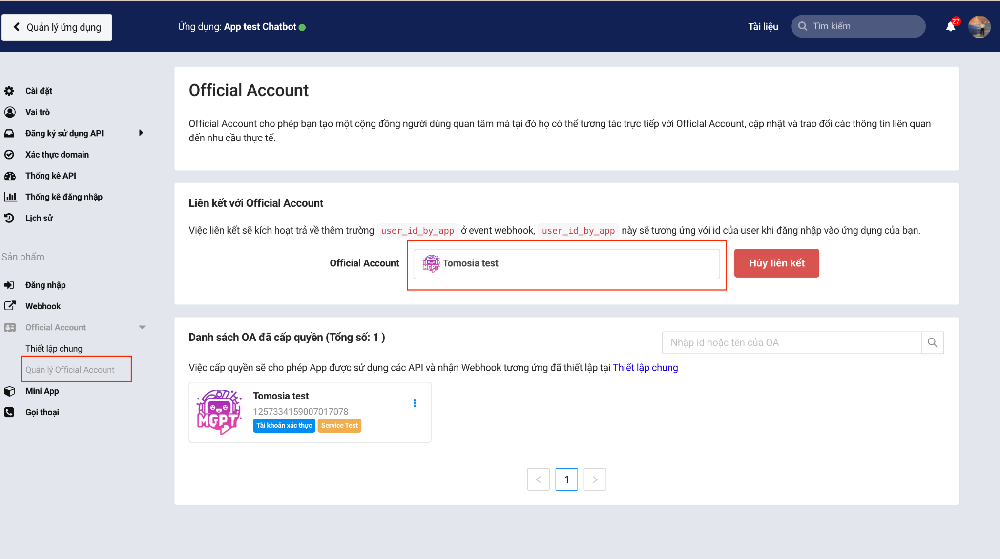 Quản lý ứng dụng
Ứng dụng: App test Chatbot
Tài liệu
Tìm kiếm
27
Cài đặt
Vai trò
Đăng ký sử dụng API
Xác thực domain
Thống kê API
Thống kê đăng nhập
Lịch sử
Sản phẩm
Đăng nhập
Webhook
Official Account
Thiết lập chung
Quản lý Official Account
Mini App
Gọi thoại
Official Account
Official Account cho phép bạn tạo một cộng đồng người dùng quan tâm mà tại đó họ có thể tương tác trực tiếp với Officlal Account, cập nhật và trao đổi các thông tin liên quan
đến nhu cầu thực tế.
Liên kết với Official Account
Việc liên kết sẽ kích hoạt trả về thêm trường user_id_by_app ở event webhook, user_id_by_app này sẽ tương ứng với id của user khi đăng nhập vào ứng dụng của bạn.
Official Account
MGPT
Tomosia test
Hủy liên kết
Danh sách OA đã cấp quyền (Tổng số: 1 )
Nhập id hoặc tên của OA
Việc cấp quyền sẽ cho phép App được sử dụng các API và nhận Webhook tương ứng đã thiết lập tại Thiết lập chung
MGPT
Tomosia test
1257334159007017078
Tài khoản xác thực
Service Test
< 1 >